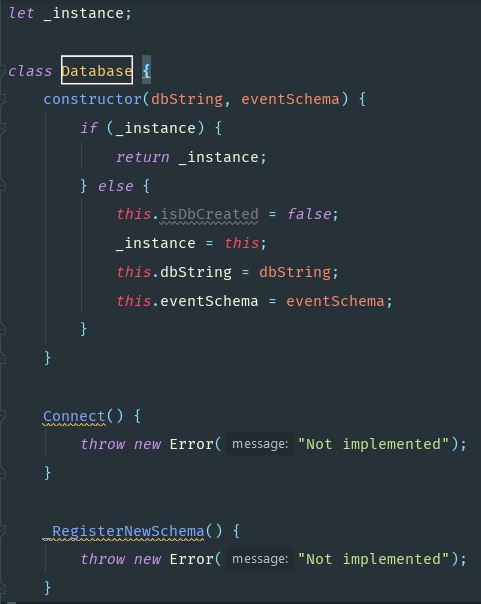 let _instance;
class Database {
constructor(dbString, eventSchema) {
if (_instance) {
return _instance;
} else {
this.isDbCreated = false;
_instance = this;
this.dbString = dbString;
this.eventSchema = eventSchema;
}
}
Connect() {
throw new Error( message: "Not implemented");
}
_RegisterNewSchema() {
throw new Error( message: "Not implemented");
}